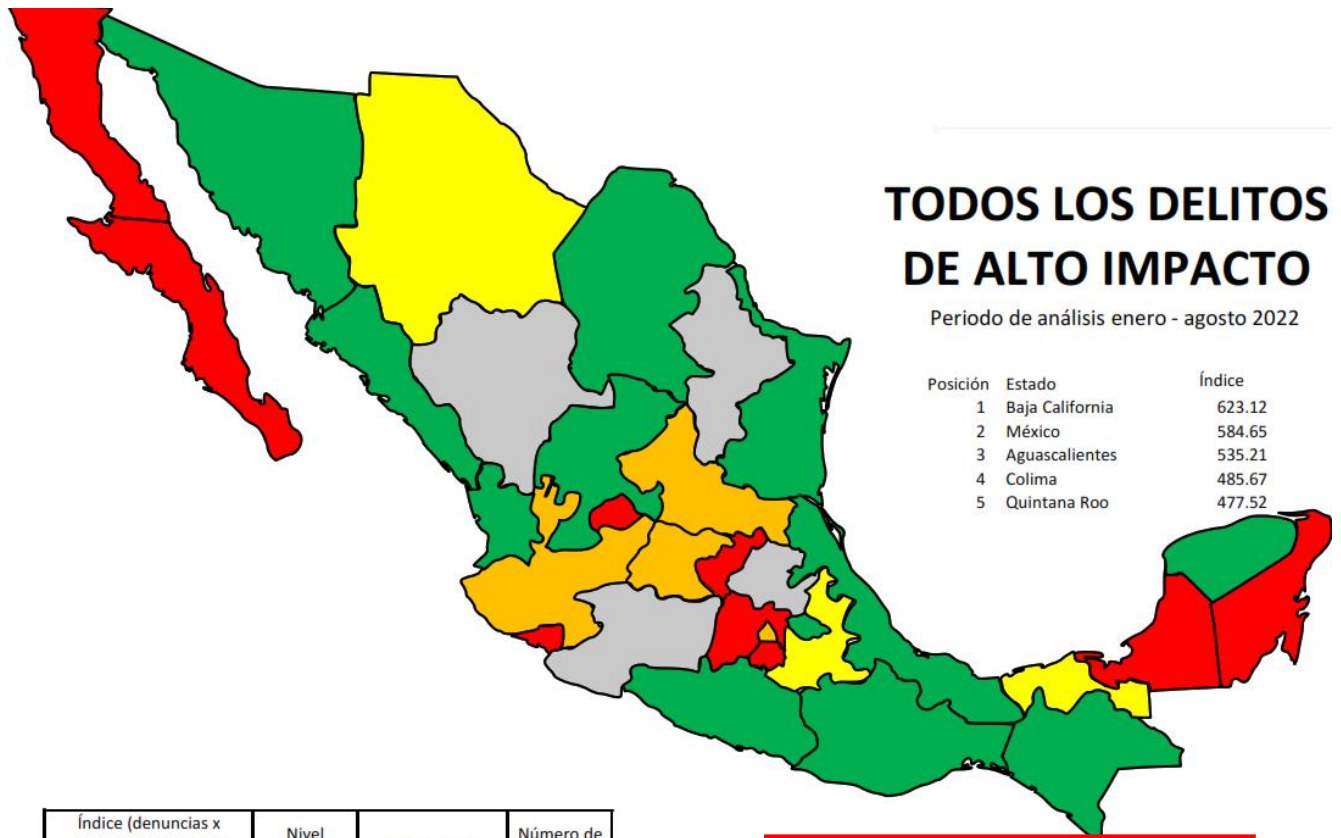 TODOS LOS DELITOS
DE ALTO IMPACTO
Periodo de análisis enero - agosto 2022
Posición Estado Índice
1 Baja California 623.12
2 México 584.65
3 Aguascalientes 535.21
4 Colima 485.67
5 Quintana Roo 477.52
Índice (denuncias x
Nivel
Número de